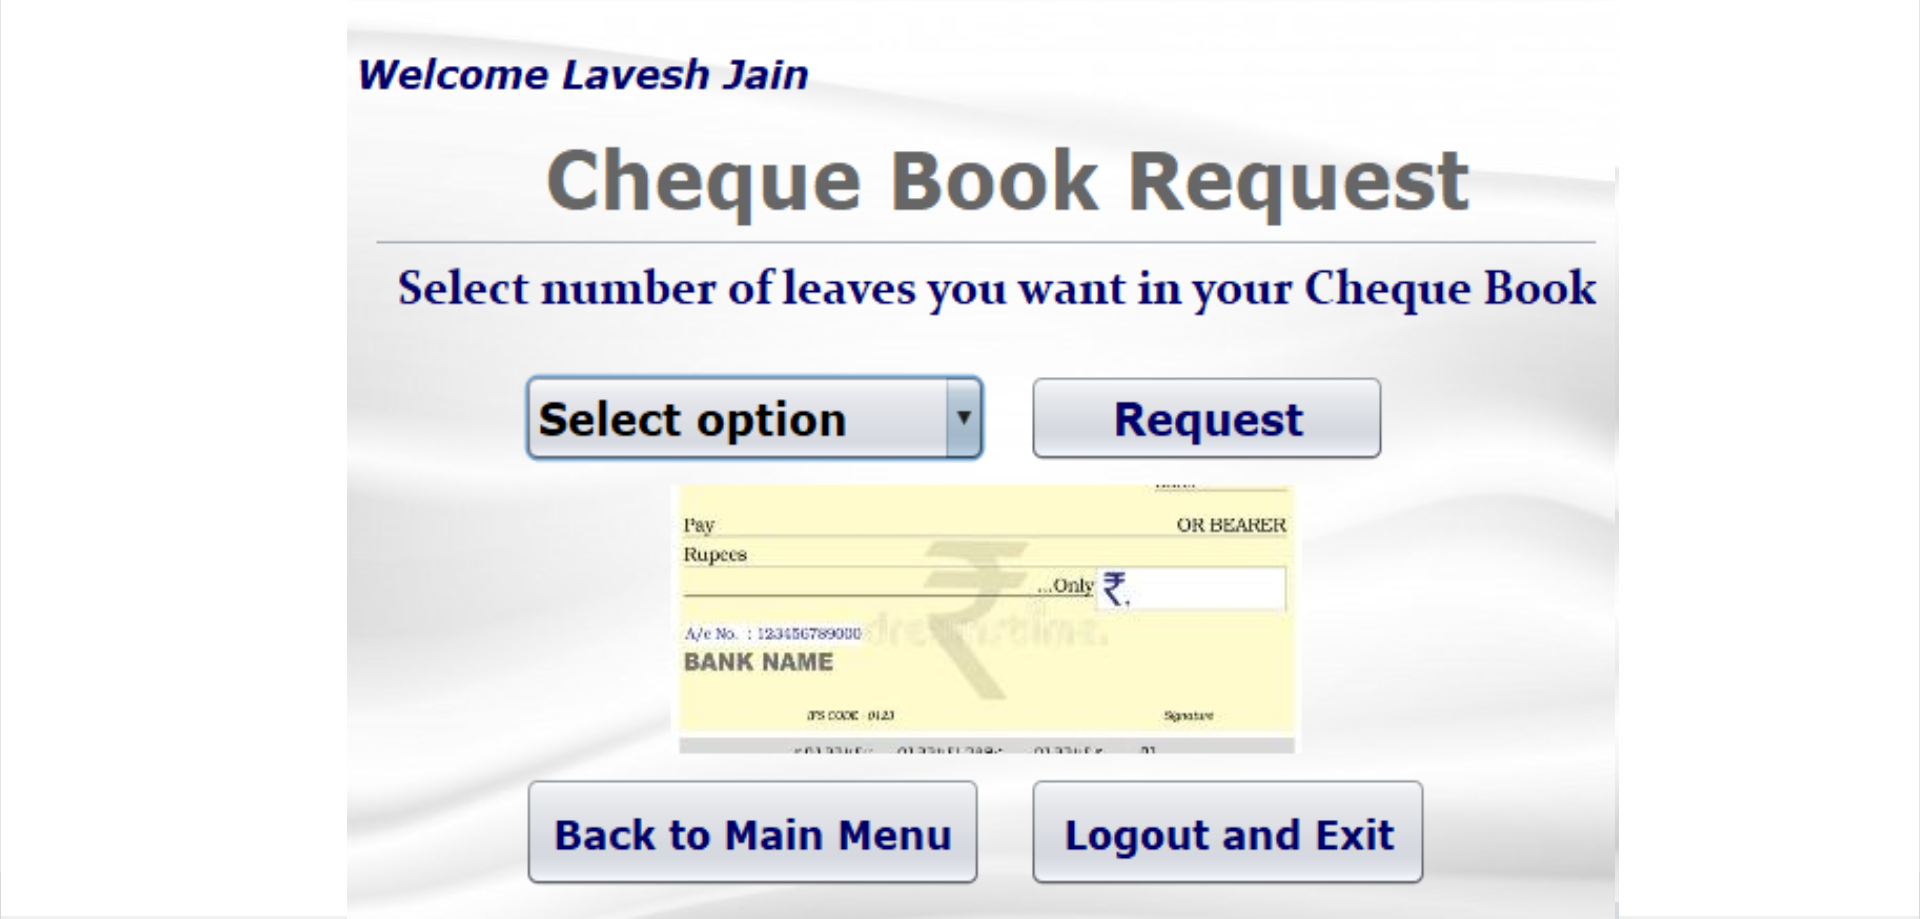 Welcome Lavesh Jain
Cheque Book Request
Select number of leaves you want in your Cheque Book
Select option
Request
Pay OR BEARER
Rupees
...Only ₹.
A/c No. : 123456789000
dreamstime.
BANK NAME
IFS CODE - 0123 Signature
Back to Main Menu
Logout and Exit